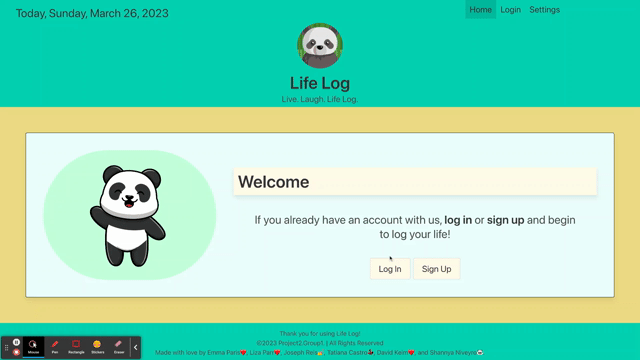 Today, Sunday, March 26, 2023
Home Login Settings
Life Log
Live. Laugh. Life Log.
Welcome
If you already have an account with us, log in or sign up and begin
to log your life!
Log In Sign Up
Thank you for using Life Log!
©2023 Project2.Group1 | All Rights Reserved
Made with love by Emma Paris❤️, Liza Parr❤️, Joseph Reis, Tatiana Castro, David Kern❤️, and Shannya Niveyro
Mouse Pen Rectangle Stickers Eraser